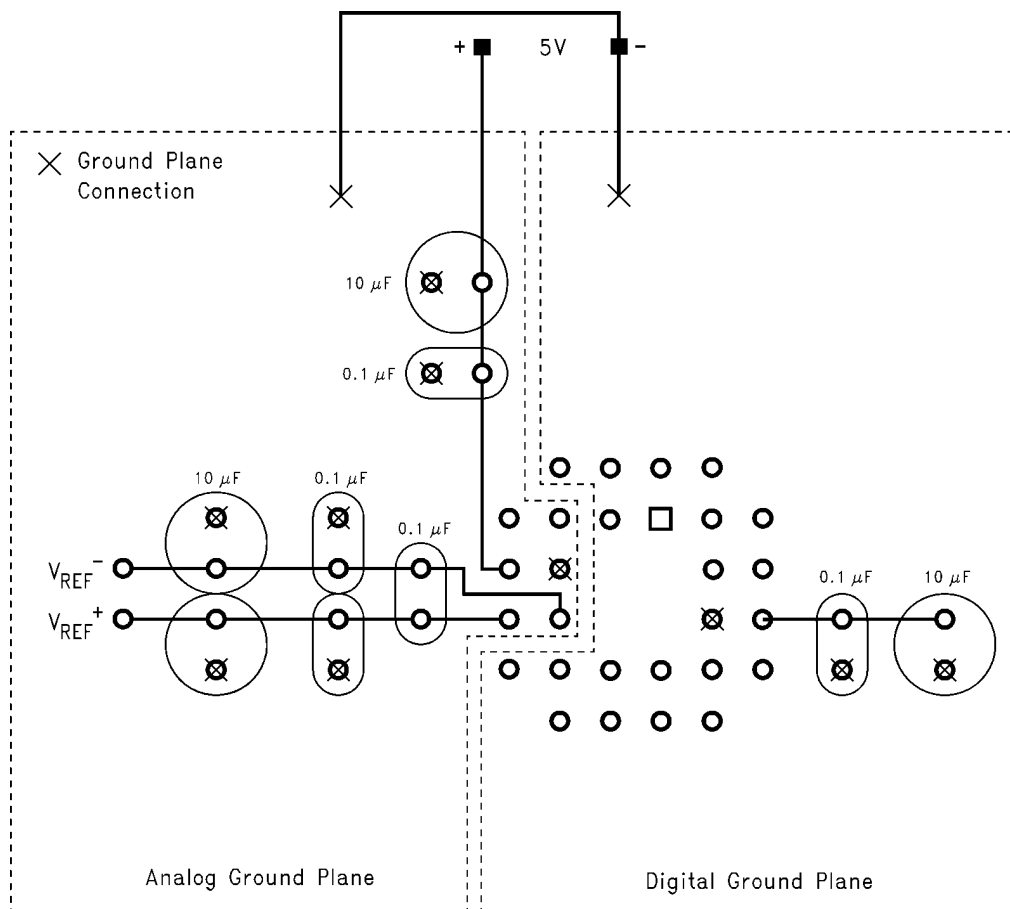 + 5V -
Ground Plane
Connection
10 µF
0.1 µF
10 µF
0.1 µF
0.1 µF
VREF-
VREF+
0.1 µF
10 µF
Analog Ground Plane
Digital Ground Plane